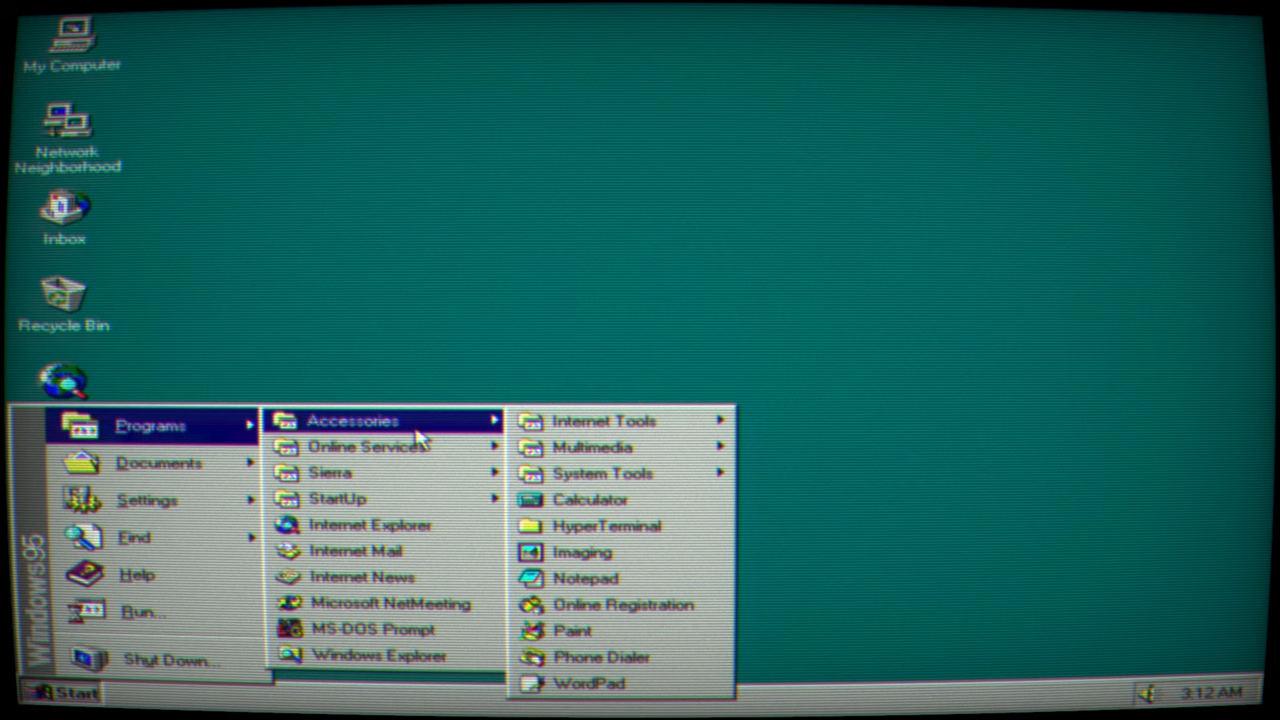 My Computer
Network
Neighborhood
Inbox
Recycle Bin
Programs
Documents
Settings
Find
Help
Run...
Shut Down...
Windows95
Accessories
Online Services
Sierra
StartUp
Internet Explorer
Internet Mail
Internet News
Microsoft NetMeeting
MS-DOS Prompt
Windows Explorer
Internet Tools
Multimedia
System Tools
Calculator
HyperTerminal
Imaging
Notepad
Online Registration
Paint
Phone Dialer
WordPad
Start
3:12 AM